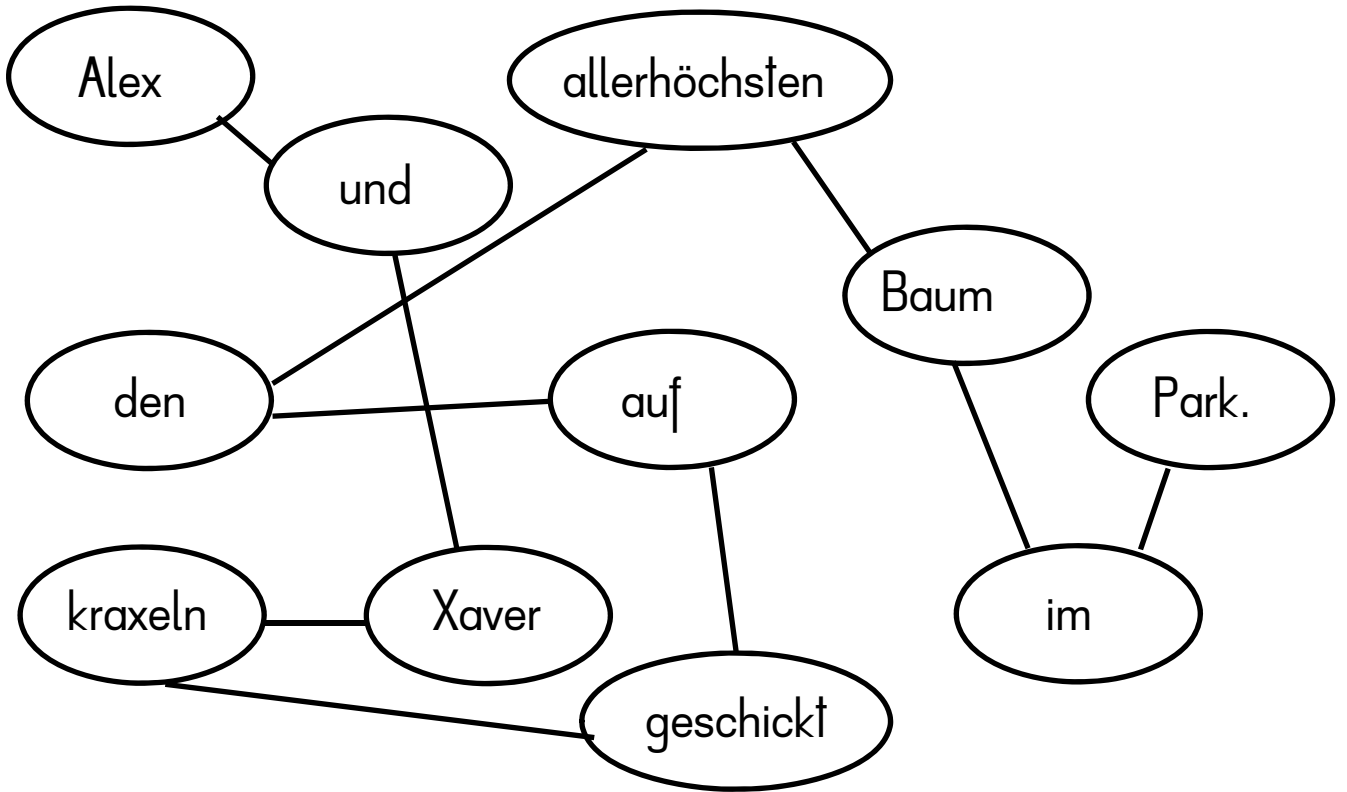 Alex
allerhöchsten
und
Baum
den
auf
Park.
kraxeln
Xaver
im
geschickt